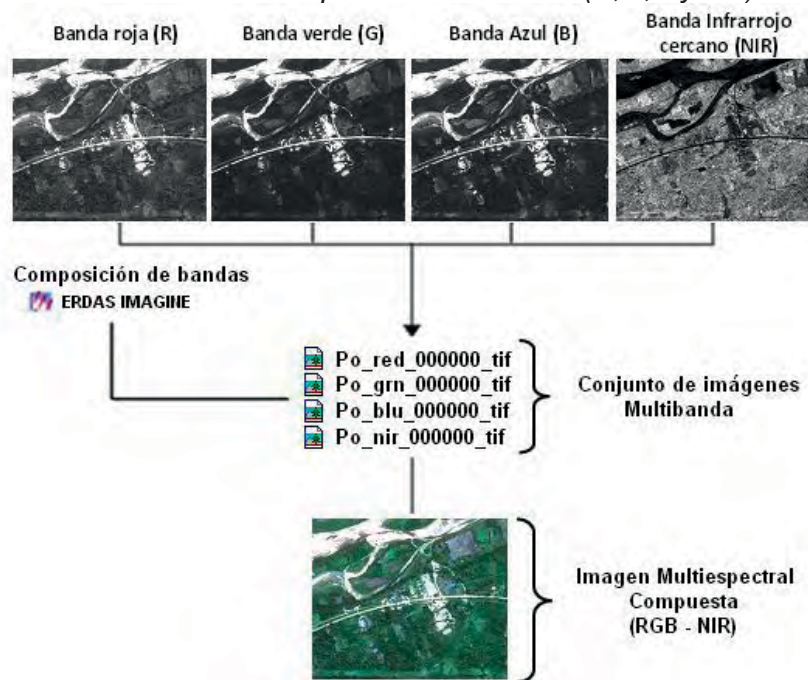 Banda roja (R)
Banda verde (G)
Banda Azul (B)
Banda Infrarrojo
cercano (NIR)
Composición de bandas
ERDAS IMAGINE
Po_red_000000_tif
Po_grn_000000_tif
Po_blu_000000_tif
Po_nir_000000_tif
Conjunto de imágenes
Multibanda
Imagen Multiespectral
Compuesta
(RGB - NIR)